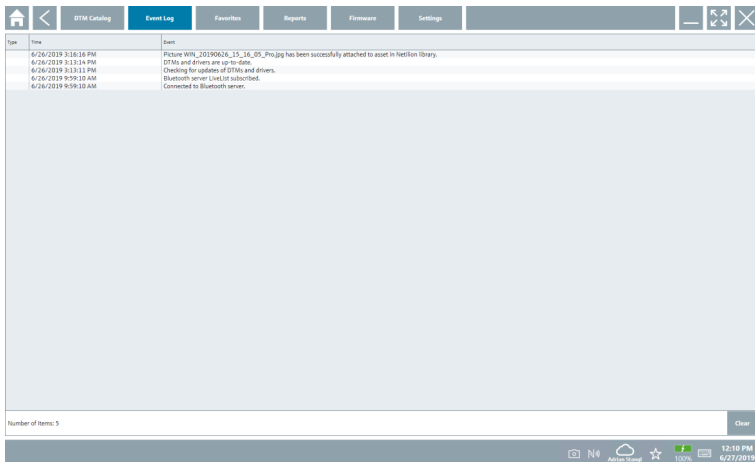 DTM Catalog Event Log Favorites Reports Firmware Settings
Type Time Event
6/26/2019 3:16:16 PM Picture WIN_20190626_15_16_05_Pro.jpg has been successfully attached to asset in Netilion library.
6/26/2019 3:13:14 PM DTMs and drivers are up-to-date.
6/26/2019 3:13:11 PM Checking for updates of DTMs and drivers.
6/26/2019 9:59:10 AM Bluetooth server LiveList subscribed.
6/26/2019 9:59:10 AM Connected to Bluetooth server.
Number of Items: 5 Clear
Adrian Stangl 100% 12:10 PM
6/27/2019